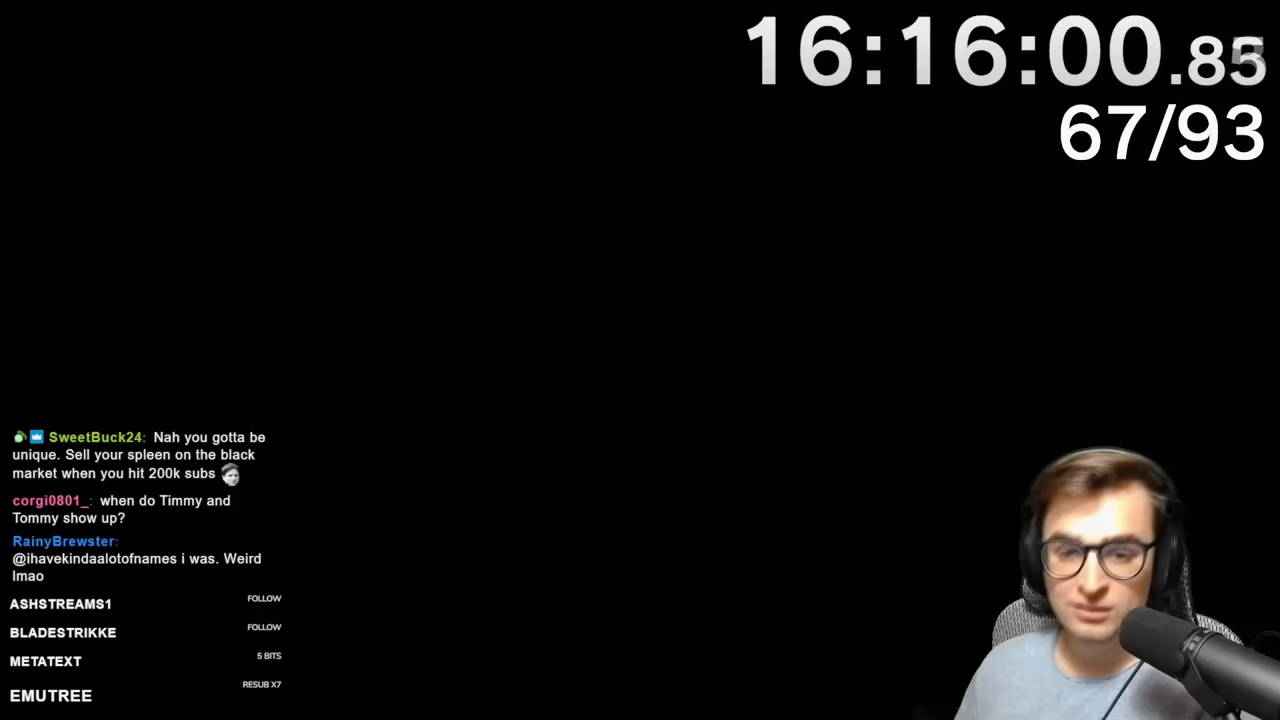 16:16:00.85
67/93
SweetBuck24: Nah you gotta be
unique. Sell your spleen on the black
market when you hit 200k subs
corgi0801_: when do Timmy and
Tommy show up?
RainyBrewster:
@ihavekindaalotofnames i was. Weird
lmao
ASHSTREAMS1 FOLLOW
BLADESTRIKKE FOLLOW
METATEXT 5 BITS
EMUTREE RESUB X7